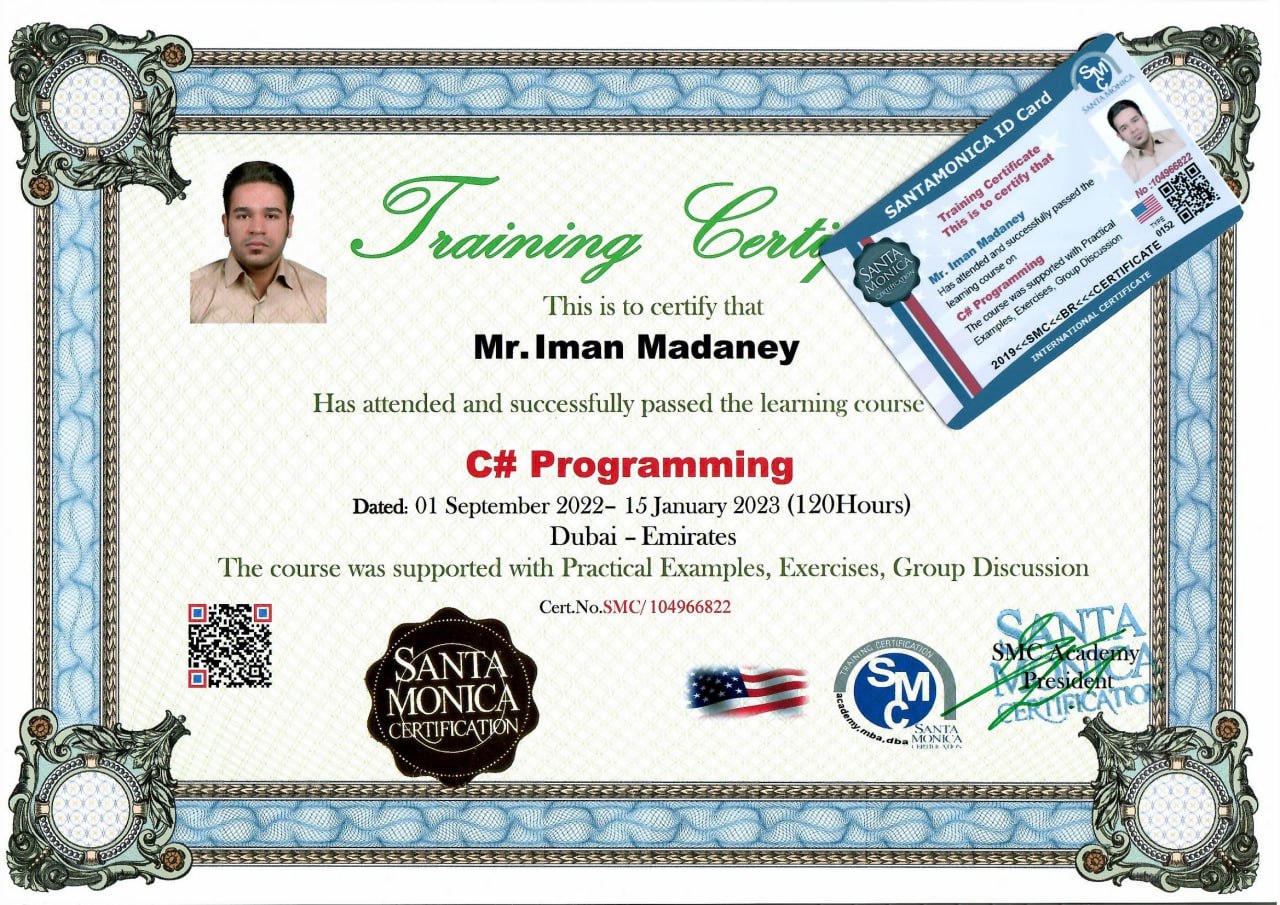 Training Certi
This is to certify that
Mr. Iman Madaney
Has attended and successfully passed the learning course
C# Programming
Dated: 01 September 2022– 15 January 2023 (120Hours)
Dubai – Emirates
The course was supported with Practical Examples, Exercises, Group Discussion
Cert.No.SMC/ 104966822
SANTA
MONICA
CERTIFICATION
TRAINING CERTIFICATION
SMC
academy,mba,dba
SANTA
MONICA
CERTIFICATION
SANTA
MONICA
CERTIFICATION
SMC Academy
President
SANTAMONICA ID Card
SMC
SANTA MONICA
Training Certificate
This is to certify that
Mr. Iman Madaney
Has attended and successfully passed the
learning course on
C# Programming
The course was supported with Practical
Examples, Exercises, Group Discussion
No :104966822
TYPE
0152
SANTA
MONICA
CERTIFICATION
2019<<SMC<<BR<<<CERTIFICATE
INTERNATIONAL CERTIFICATE